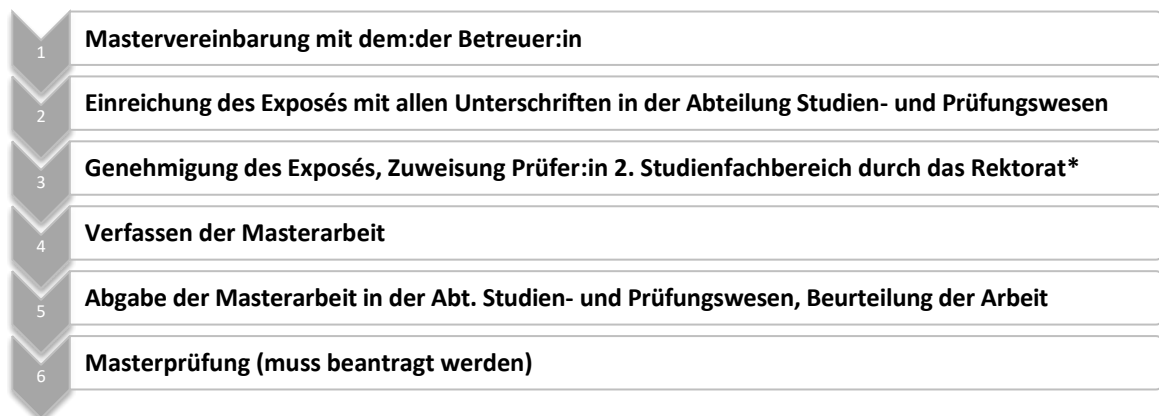 1 Mastervereinbarung mit dem:der Betreuer:in
2 Einreichung des Exposés mit allen Unterschriften in der Abteilung Studien- und Prüfungswesen
3 Genehmigung des Exposés, Zuweisung Prüfer:in 2. Studienfachbereich durch das Rektorat*
4 Verfassen der Masterarbeit
5 Abgabe der Masterarbeit in der Abt. Studien- und Prüfungswesen, Beurteilung der Arbeit
6 Masterprüfung (muss beantragt werden)